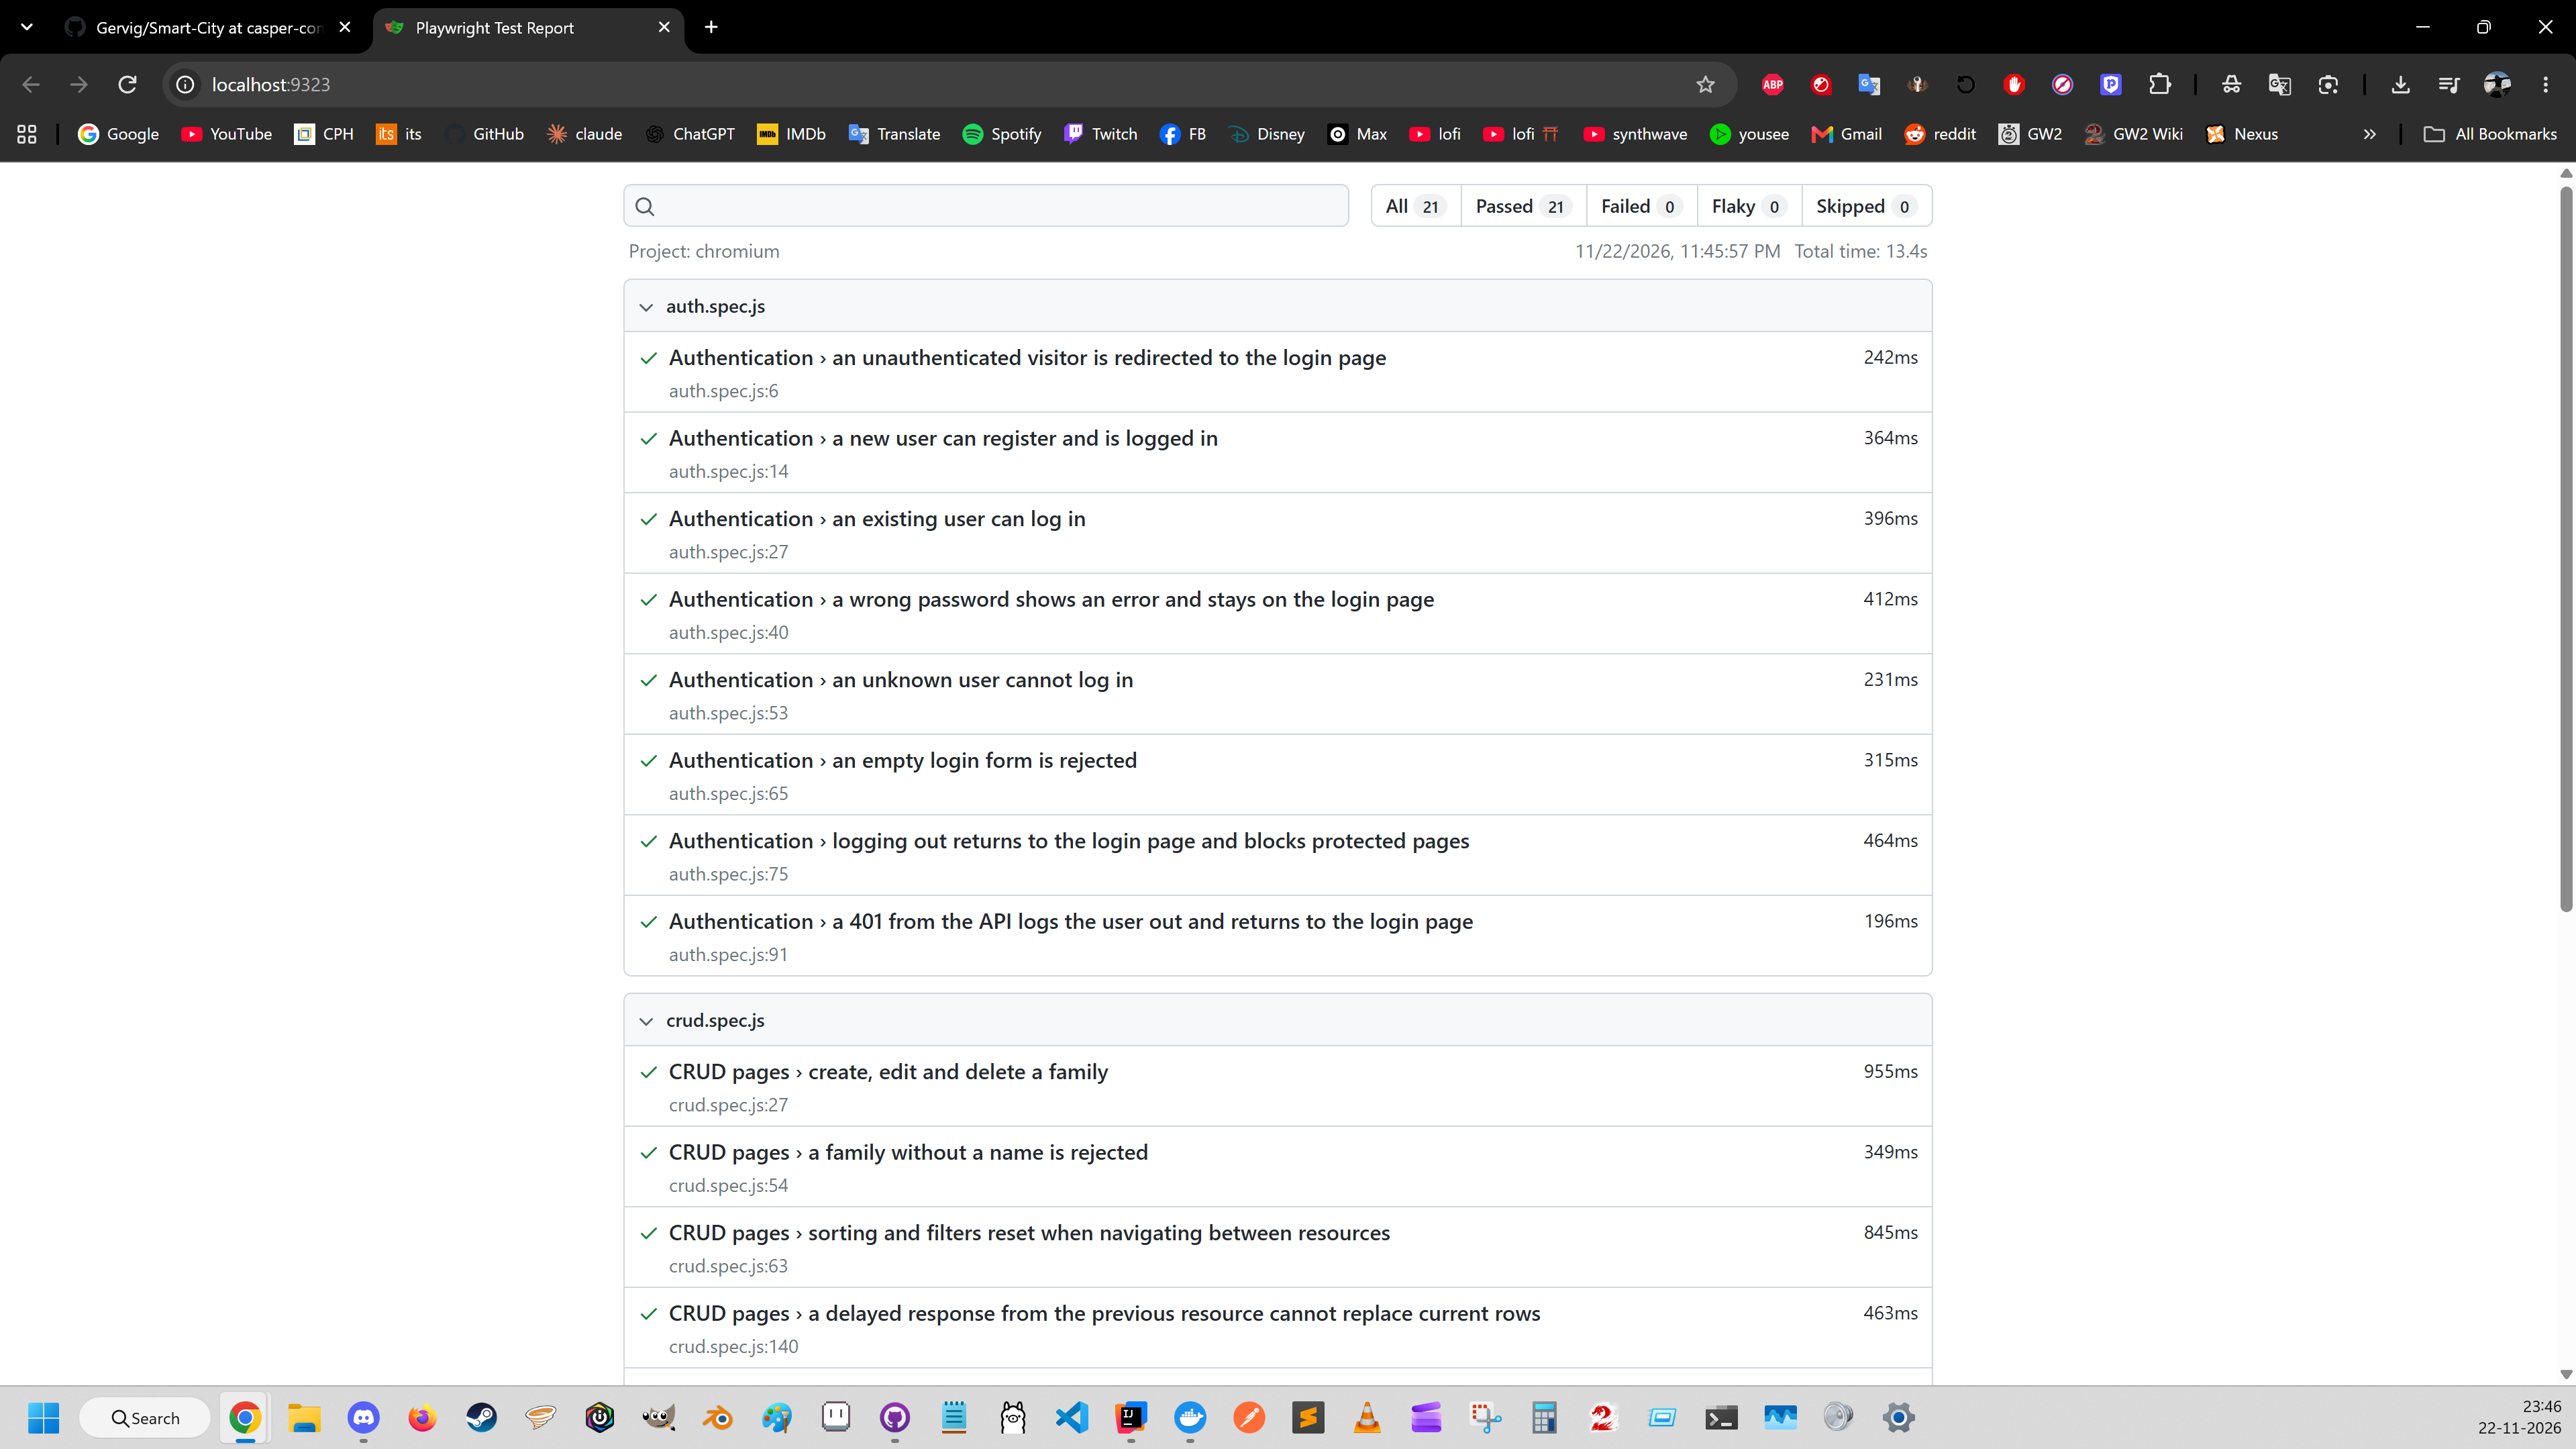 Gervig/Smart-City at casper-con
Playwright Test Report
localhost:9323
ABP
Google
YouTube
CPH
its
its
GitHub
claude
ChatGPT
IMDb
IMDb
Translate
Spotify
Twitch
FB
Disney
Max
lofi
lofi
synthwave
yousee
Gmail
reddit
GW2
GW2 Wiki
Nexus
All Bookmarks
All 21
Passed 21
Failed 0
Flaky 0
Skipped 0
Project: chromium
11/22/2026, 11:45:57 PM Total time: 13.4s
auth.spec.js
Authentication › an unauthenticated visitor is redirected to the login page 242ms
auth.spec.js:6
Authentication › a new user can register and is logged in 364ms
auth.spec.js:14
Authentication › an existing user can log in 396ms
auth.spec.js:27
Authentication › a wrong password shows an error and stays on the login page 412ms
auth.spec.js:40
Authentication › an unknown user cannot log in 231ms
auth.spec.js:53
Authentication › an empty login form is rejected 315ms
auth.spec.js:65
Authentication › logging out returns to the login page and blocks protected pages 464ms
auth.spec.js:75
Authentication › a 401 from the API logs the user out and returns to the login page 196ms
auth.spec.js:91
crud.spec.js
CRUD pages › create, edit and delete a family 955ms
crud.spec.js:27
CRUD pages › a family without a name is rejected 349ms
crud.spec.js:54
CRUD pages › sorting and filters reset when navigating between resources 845ms
crud.spec.js:63
CRUD pages › a delayed response from the previous resource cannot replace current rows 463ms
crud.spec.js:140
Search
IJ
23:46
22-11-2026